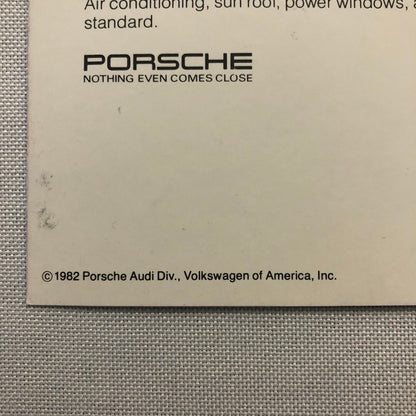 Air conditioning, sun roof, power windows,
standard.
PORSCHE
NOTHING EVEN COMES CLOSE
©1982 Porsche Audi Div., Volkswagen of America, Inc.